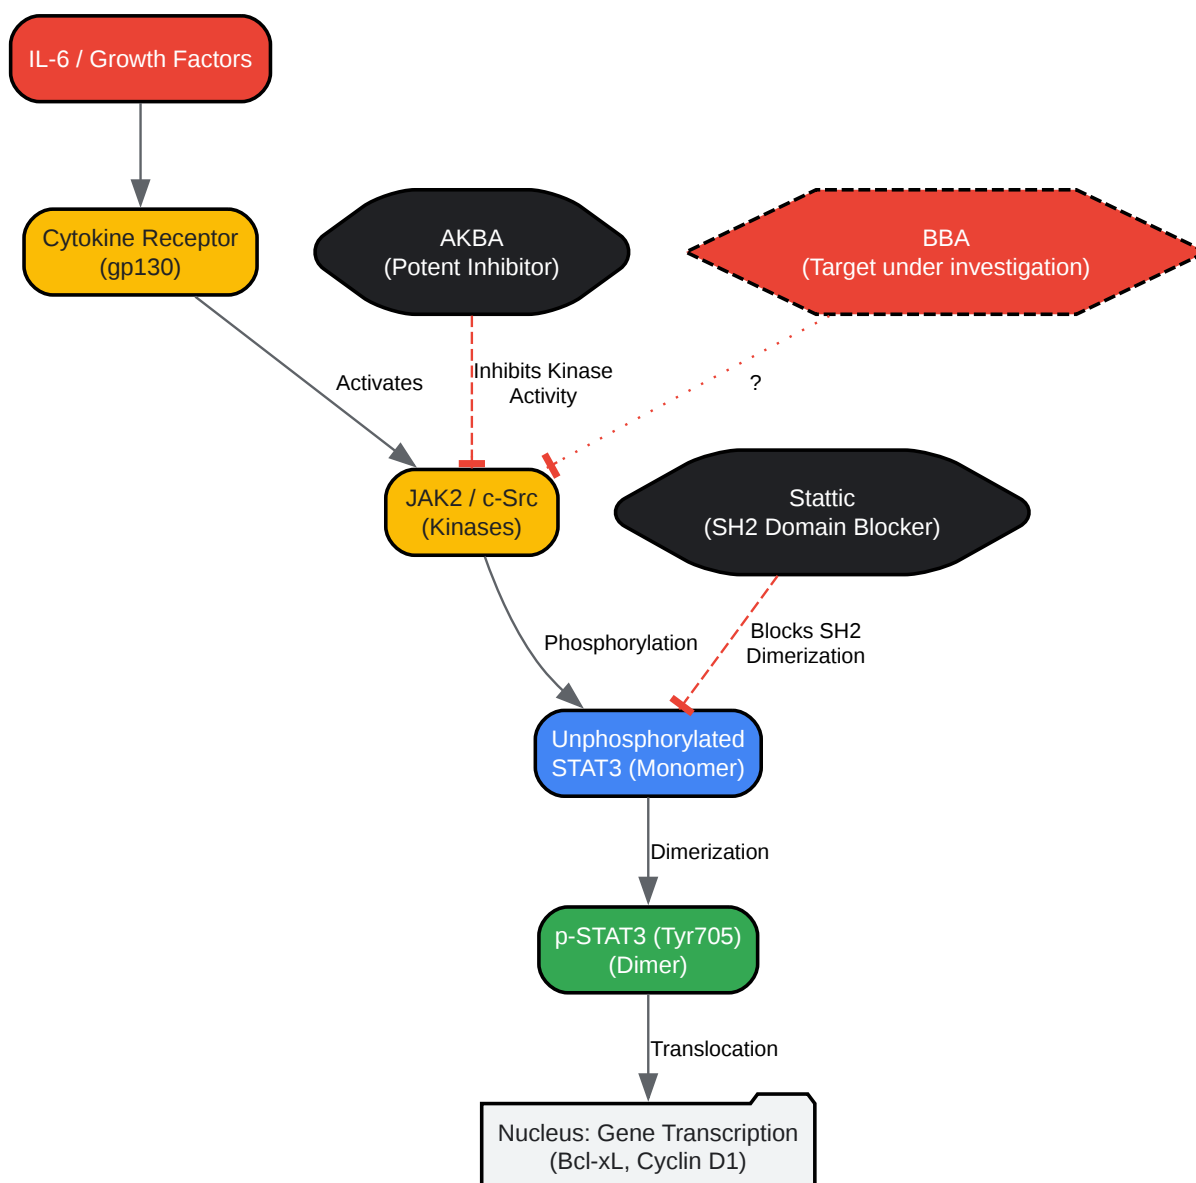 IL-6 / Growth Factors
Cytokine Receptor
(gp130)
AKBA
(Potent Inhibitor)
BBA
(Target under investigation)
Activates
Inhibits Kinase
Activity
?
JAK2 / c-Src
(Kinases)
Stattic
(SH2 Domain Blocker)
Phosphorylation
Blocks SH2
Dimerization
Unphosphorylated
STAT3 (Monomer)
Dimerization
p-STAT3 (Tyr705)
(Dimer)
Translocation
Nucleus: Gene Transcription
(Bcl-xL, Cyclin D1)